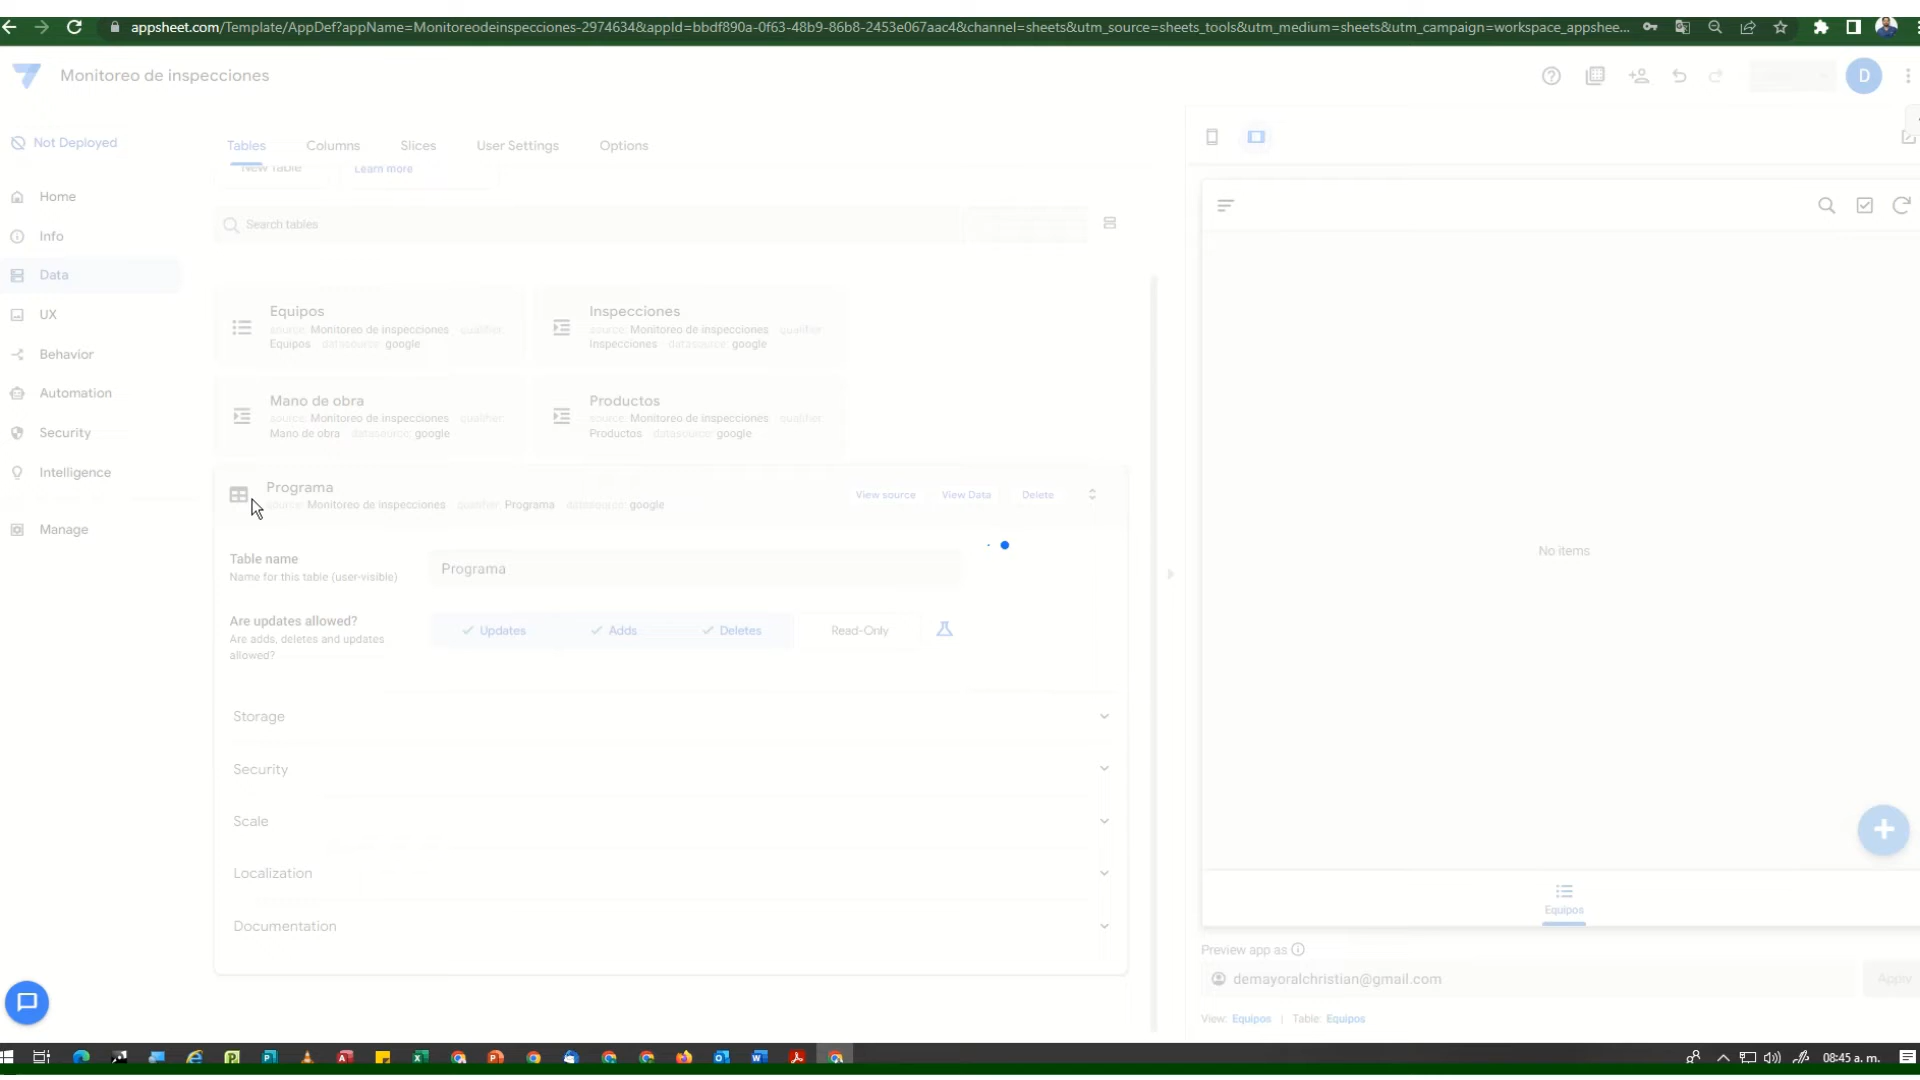 appsheet.com/Template/AppDef?appName=Monitoreodeinspecciones-2974634&appId=bbdf890a-0f63-48b9-86b8-2453e067aac4&channel=sheets&utm_source=sheets_tools&utm_medium=sheets&utm_campaign=workspace_appshee...
Monitoreo de inspecciones
D
Not Deployed
Tables Columns Slices User Settings Options
New Table Learn more
Home
Info
Data
UX
Behavior
Automation
Security
Intelligence
Manage
Search tables
Equipos
source: Monitoreo de inspecciones qualifier:
Equipos datasource: google
Inspecciones
source: Monitoreo de inspecciones qualifier:
Inspecciones datasource: google
Mano de obra
source: Monitoreo de inspecciones qualifier:
Mano de obra datasource: google
Productos
source: Monitoreo de inspecciones qualifier:
Productos datasource: google
Programa
source: Monitoreo de inspecciones qualifier: Programa datasource: google
View source View Data Delete
Table name
Name for this table (user-visible)
Programa
Are updates allowed?
Are adds, deletes and updates
allowed?
Updates Adds Deletes Read-Only
Storage
Security
Scale
Localization
Documentation
No items
Equipos
Preview app as
demayoralchristian@gmail.com
Apply
View: Equipos | Table: Equipos
08:45 a. m.